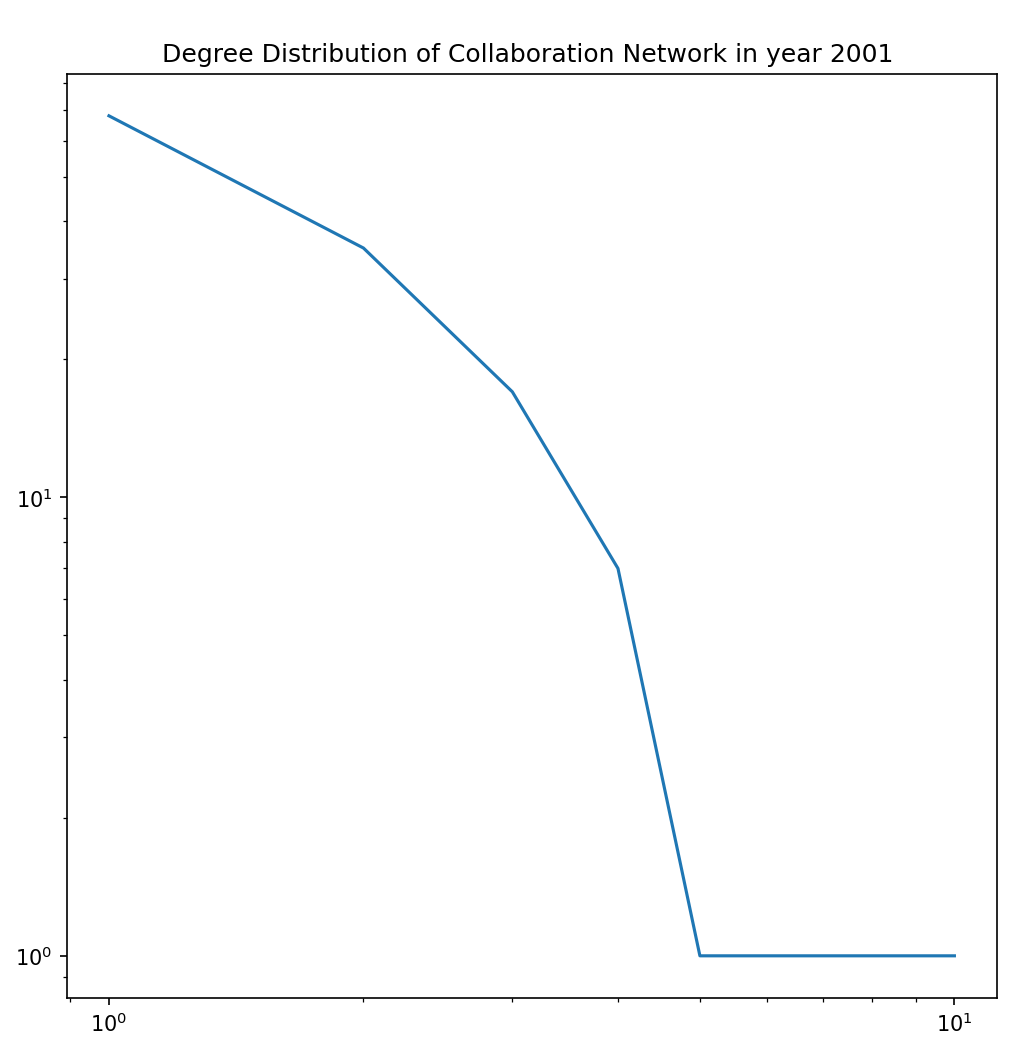 Degree Distribution of Collaboration Network in year 2001
10¹
10⁰
10⁰ 10¹